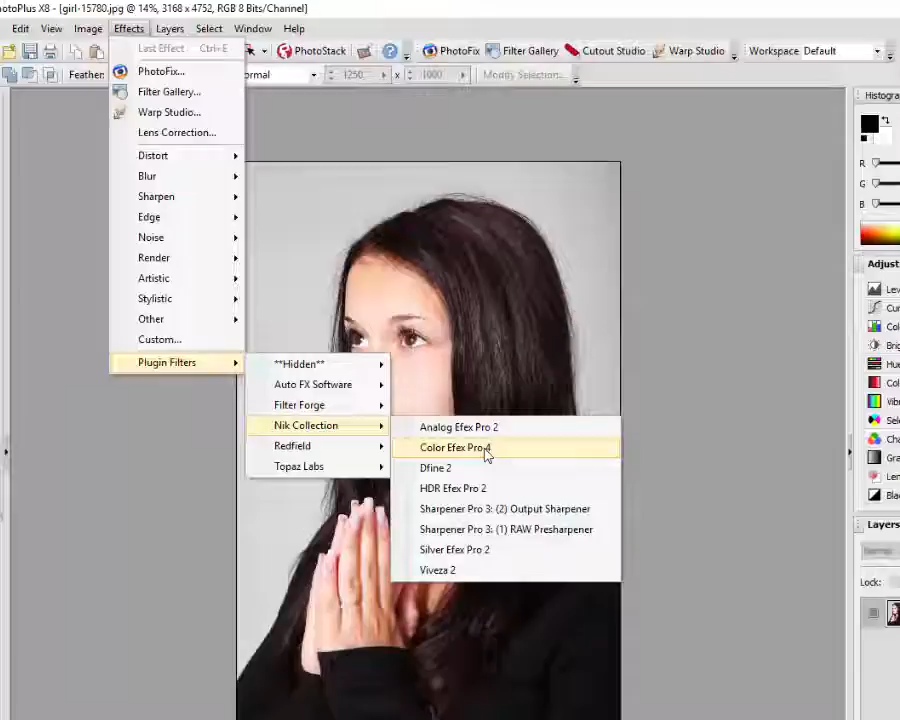 hotoPlus X8 - [girl-15780.jpg @ 14%, 3168 x 4752, RGB 8 Bits/Channel]
Edit View Image Effects Layers Select Window Help
PhotoStack PhotoFix Filter Gallery Cutout Studio Warp Studio Workspace Default
Feather: ormal 1250 x 1000 Modify Selection...
Last Effect Ctrl+E
PhotoFix...
Filter Gallery...
Warp Studio...
Lens Correction...
Distort
Blur
Sharpen
Edge
Noise
Render
Artistic
Stylistic
Other
Custom...
Plugin Filters
**Hidden**
Auto FX Software
Filter Forge
Nik Collection
Redfield
Topaz Labs
Analog Efex Pro 2
Color Efex Pro 4
Dfine 2
HDR Efex Pro 2
Sharpener Pro 3: (2) Output Sharpener
Sharpener Pro 3: (1) RAW Presharpener
Silver Efex Pro 2
Viveza 2
Histogra
R
G
B
Adjust
Lev
Cur
Col
Brig
Hue
Col
Vib
Sele
Cha
Gra
Len
Blac
Layers
Normal
Lock: